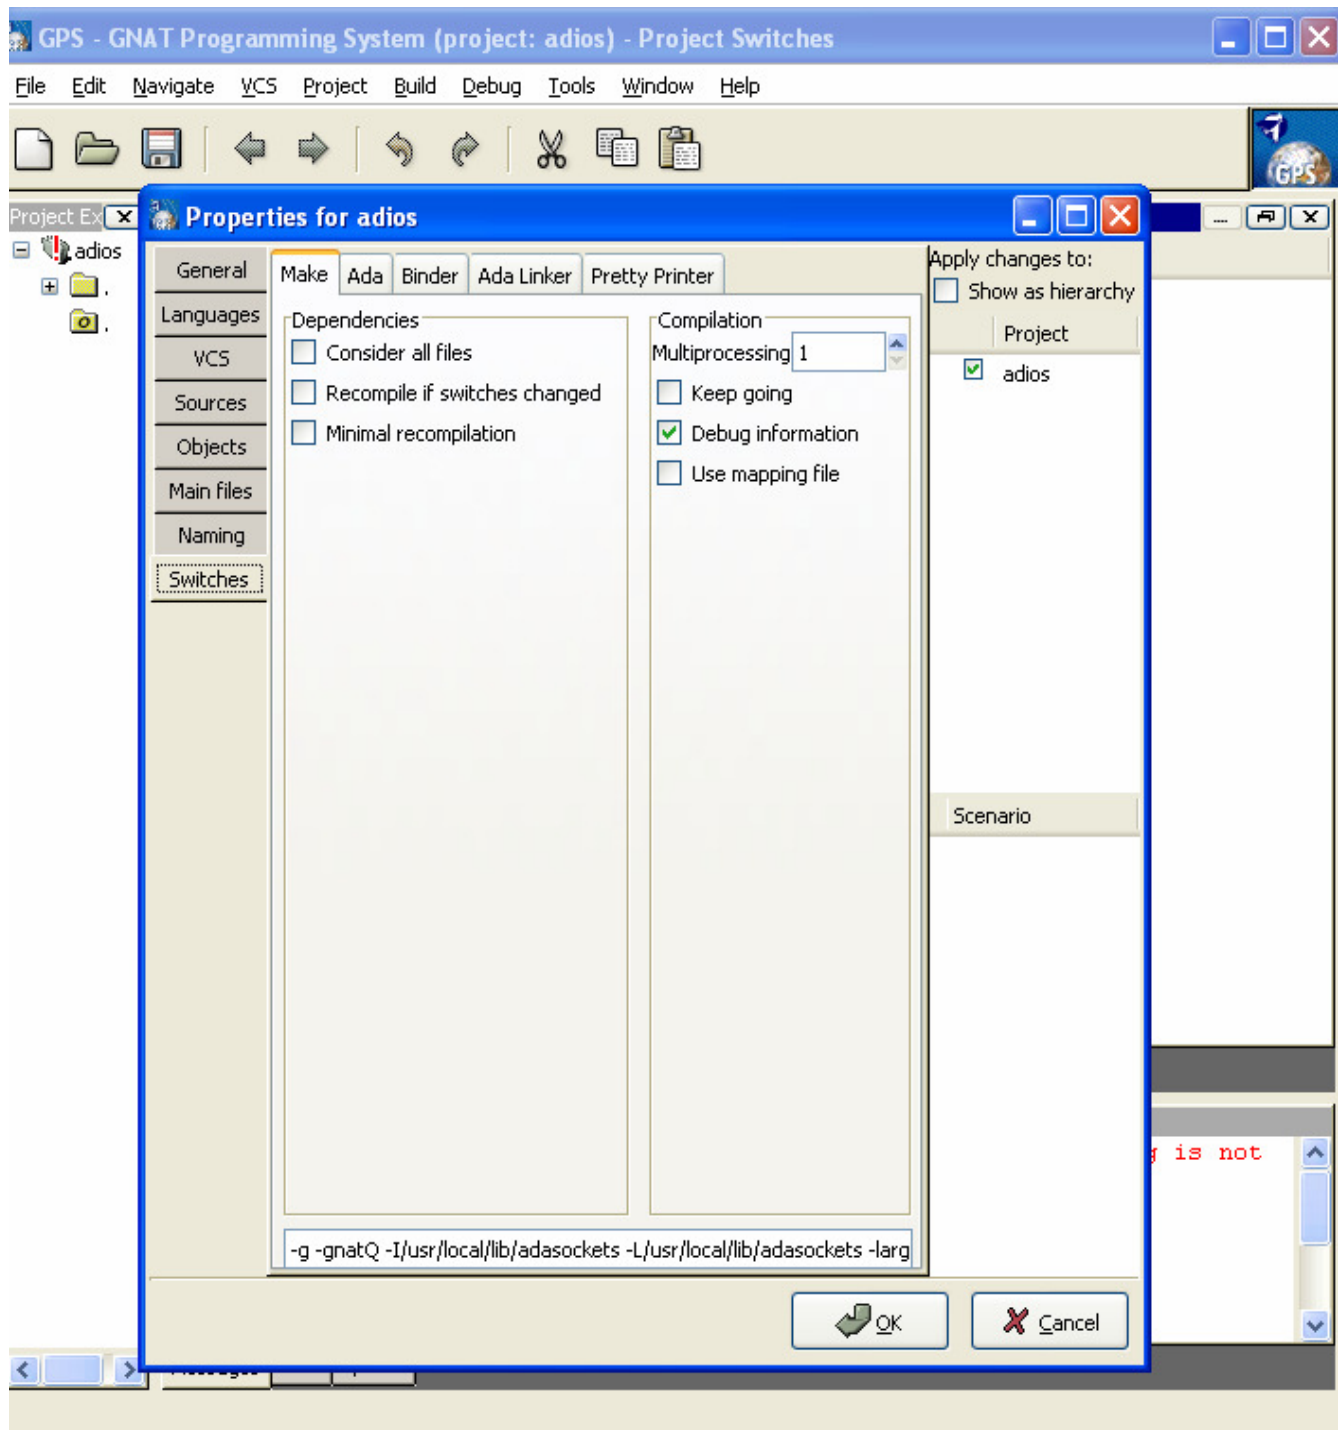 GPS - GNAT Programming System (project: adios) - Project Switches
File Edit Navigate VCS Project Build Debug Tools Window Help
GPS
Project Ex
adios
.
.
Properties for adios
General
Languages
VCS
Sources
Objects
Main files
Naming
Switches
Make Ada Binder Ada Linker Pretty Printer
Dependencies
Consider all files
Recompile if switches changed
Minimal recompilation
Compilation
Multiprocessing 1
Keep going
Debug information
Use mapping file
-g -gnatQ -I/usr/local/lib/adasockets -L/usr/local/lib/adasockets -larg
Apply changes to:
Show as hierarchy
Project
adios
Scenario
is not
OK Cancel